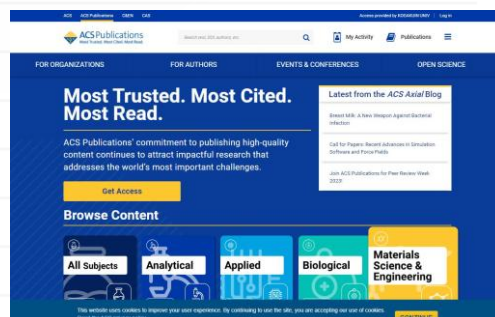 ACS ACS Publications C&EN CAS
Access provided by Log In
ACS Publications
Most Trusted. Most Cited. Most Read.
My Activity Publications
FOR ORGANIZATIONS FOR AUTHORS EVENTS & CONFERENCES OPEN SCIENCE
Most Trusted. Most Cited.
Most Read.
ACS Publications' commitment to publishing high-quality
content continues to attract impactful research that
addresses the world's most important challenges.
Get Access
Latest from the ACS Axial Blog
Breast Milk: A New Weapon Against Bacterial
Infection
Call for Papers: Recent Advances in Simulation
Software and Force Fields
Join ACS Publications for Peer Review Week
2023!
Browse Content
All Subjects
Analytical
Applied
Biological
Materials
Science &
Engineering
This website uses cookies to improve your user experience. By continuing to use the site, you are accepting our use of cookies.
CONTINUE